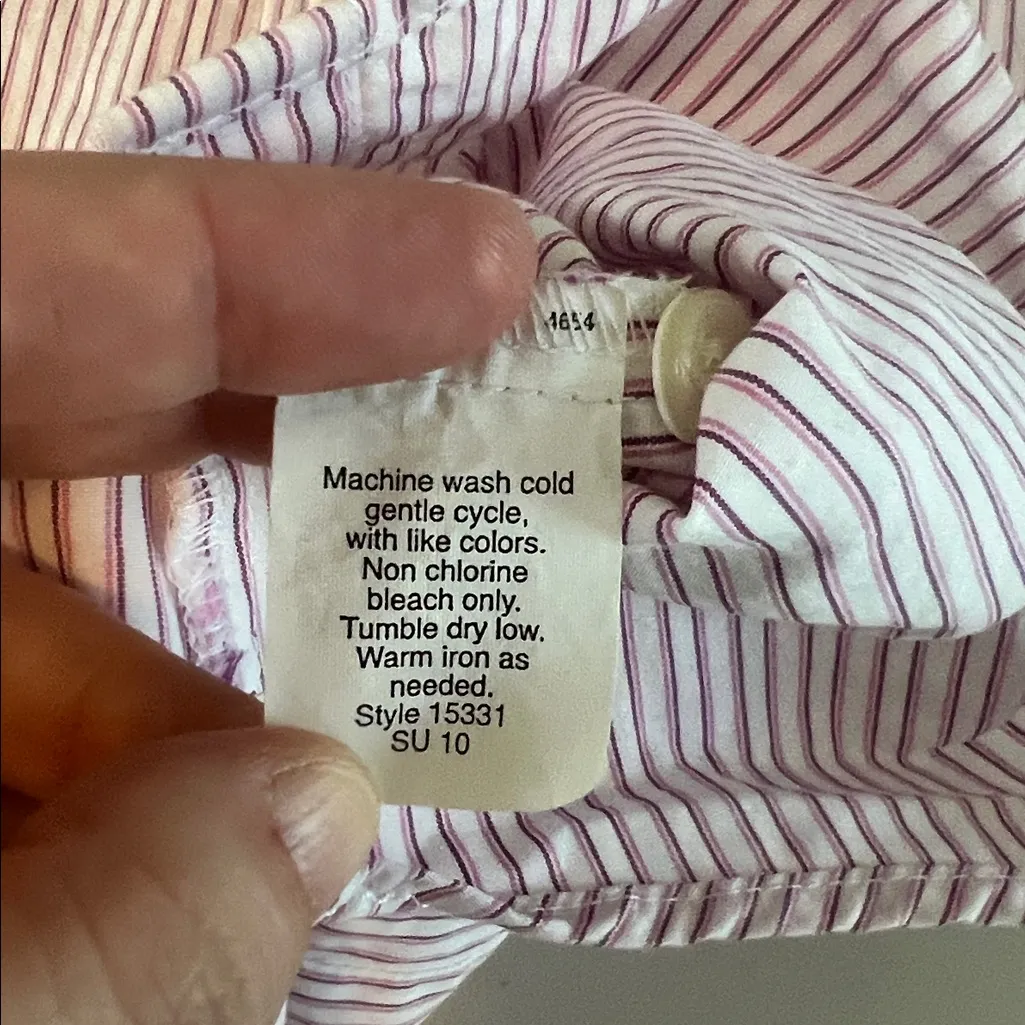 4654
Machine wash cold
gentle cycle,
with like colors.
Non chlorine
bleach only.
Tumble dry low.
Warm iron as
needed.
Style 15331
SU 10